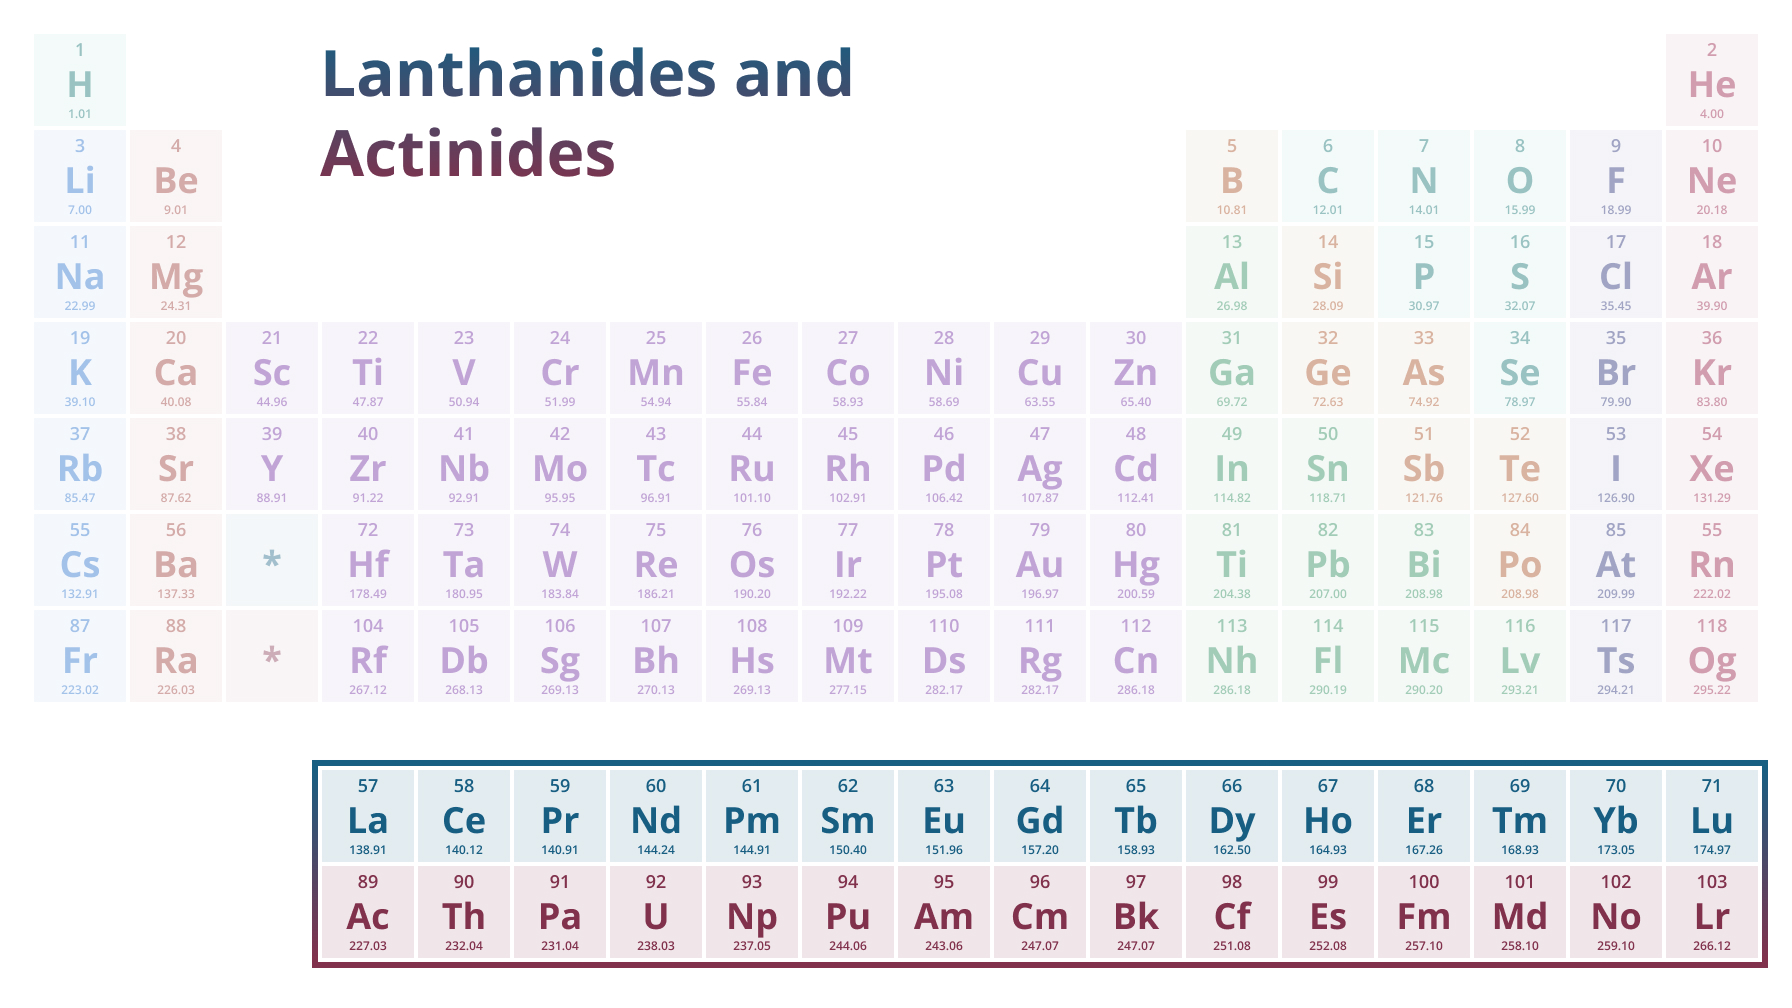 Lanthanides and
Actinides
1 2
H He
1.01 4.00
3 4 5 6 7 8 9 10
Li Be B C N O F Ne
7.00 9.01 10.81 12.01 14.01 15.99 18.99 20.18
11 12 13 14 15 16 17 18
Na Mg Al Si P S Cl Ar
22.99 24.31 26.98 28.09 30.97 32.07 35.45 39.90
19 20 21 22 23 24 25 26 27 28 29 30 31 32 33 34 35 36
K Ca Sc Ti V Cr Mn Fe Co Ni Cu Zn Ga Ge As Se Br Kr
39.10 40.08 44.96 47.87 50.94 51.99 54.94 55.84 58.93 58.69 63.55 65.40 69.72 72.63 74.92 78.97 79.90 83.80
37 38 39 40 41 42 43 44 45 46 47 48 49 50 51 52 53 54
Rb Sr Y Zr Nb Mo Tc Ru Rh Pd Ag Cd In Sn Sb Te I Xe
85.47 87.62 88.91 91.22 92.91 95.95 96.91 101.10 102.91 106.42 107.87 112.41 114.82 118.71 121.76 127.60 126.90 131.29
55 56 72 73 74 75 76 77 78 79 80 81 82 83 84 85 55
Cs Ba * Hf Ta W Re Os Ir Pt Au Hg Ti Pb Bi Po At Rn
132.91 137.33 178.49 180.95 183.84 186.21 190.20 192.22 195.08 196.97 200.59 204.38 207.00 208.98 208.98 209.99 222.02
87 88 104 105 106 107 108 109 110 111 112 113 114 115 116 117 118
Fr Ra * Rf Db Sg Bh Hs Mt Ds Rg Cn Nh Fl Mc Lv Ts Og
223.02 226.03 267.12 268.13 269.13 270.13 269.13 277.15 282.17 282.17 286.18 286.18 290.19 290.20 293.21 294.21 295.22
57 58 59 60 61 62 63 64 65 66 67 68 69 70 71
La Ce Pr Nd Pm Sm Eu Gd Tb Dy Ho Er Tm Yb Lu
138.91 140.12 140.91 144.24 144.91 150.40 151.96 157.20 158.93 162.50 164.93 167.26 168.93 173.05 174.97
89 90 91 92 93 94 95 96 97 98 99 100 101 102 103
Ac Th Pa U Np Pu Am Cm Bk Cf Es Fm Md No Lr
227.03 232.04 231.04 238.03 237.05 244.06 243.06 247.07 247.07 251.08 252.08 257.10 258.10 259.10 266.12